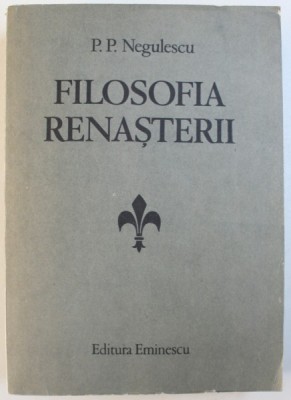 P. P. Negulescu
FILOSOFIA
RENAȘTERII
Editura Eminescu